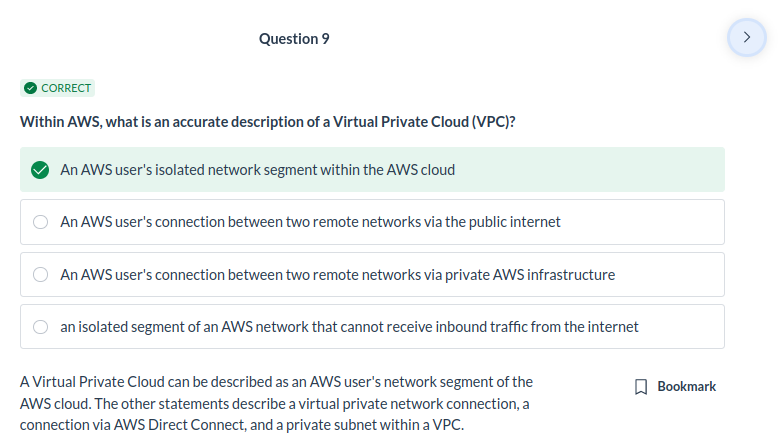 Question 9
CORRECT
Within AWS, what is an accurate description of a Virtual Private Cloud (VPC)?
An AWS user's isolated network segment within the AWS cloud
An AWS user's connection between two remote networks via the public internet
An AWS user's connection between two remote networks via private AWS infrastructure
an isolated segment of an AWS network that cannot receive inbound traffic from the internet
A Virtual Private Cloud can be described as an AWS user's network segment of the
AWS cloud. The other statements describe a virtual private network connection, a
connection via AWS Direct Connect, and a private subnet within a VPC.
Bookmark